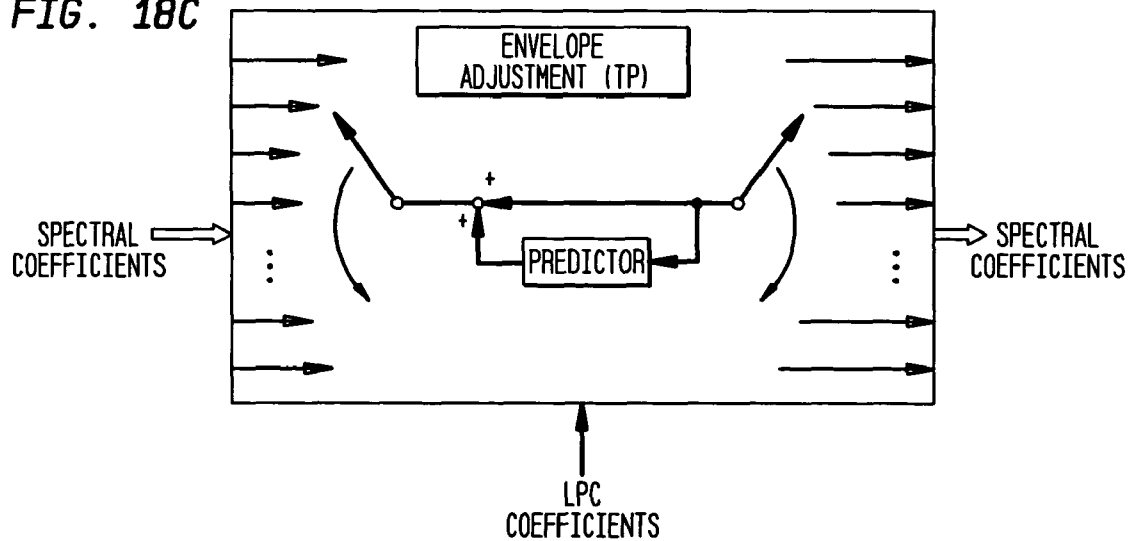 FIG. 18C
ENVELOPE
ADJUSTMENT (TP)
+
+
PREDICTOR
SPECTRAL
COEFFICIENTS
SPECTRAL
COEFFICIENTS
LPC
COEFFICIENTS